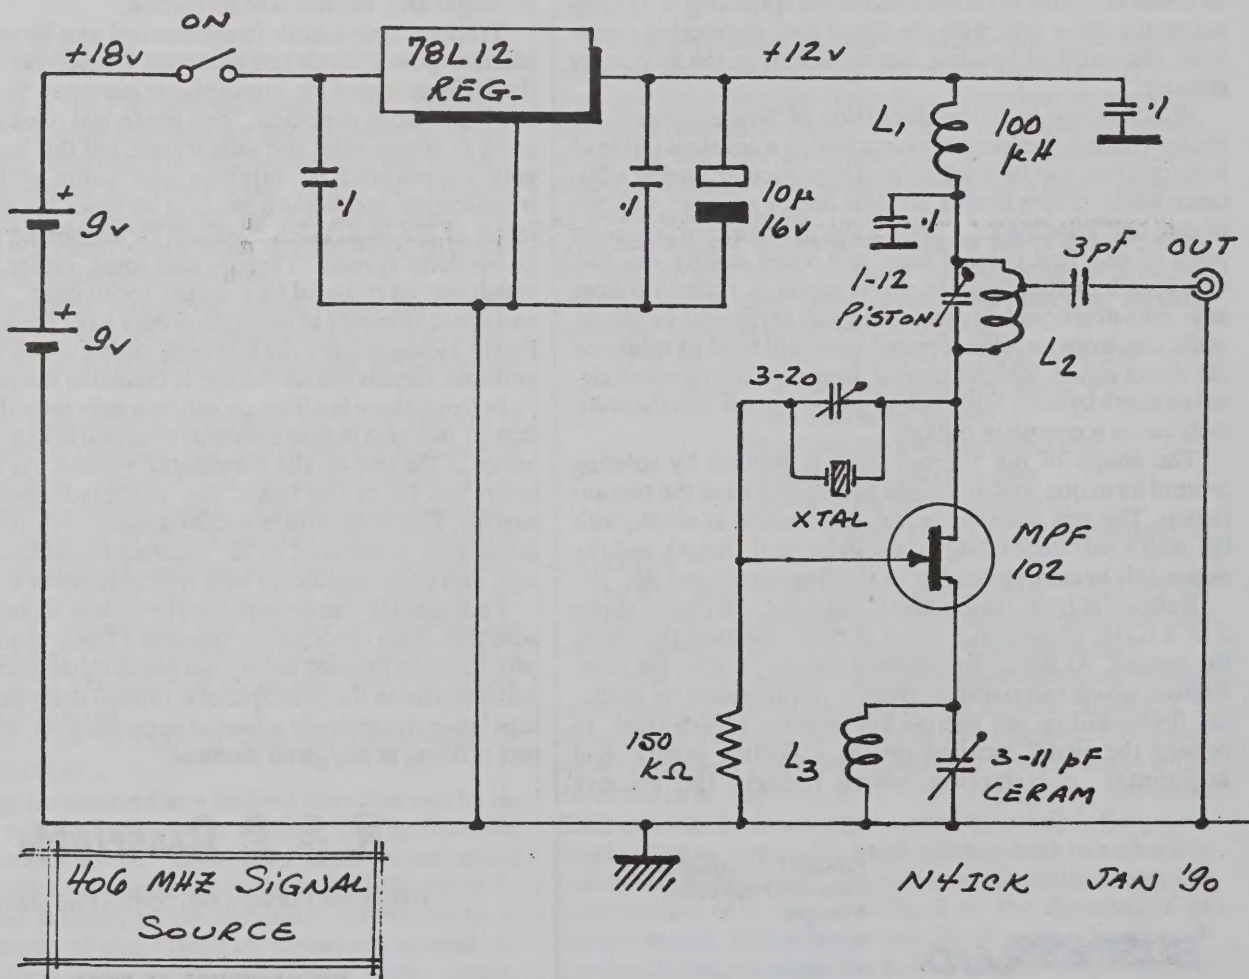 ON
+18v
78L12
REG.
+12v
.1
L1
100
µH
.1
.1
10µ
16v
.1
3pF
OUT
+
9v
1-12
PISTON
L2
3-20
XTAL
MPF
102
+
9v
150
KΩ
L3
3-11 pF
CERAM
N4ICK JAN '90
406 MHZ SIGNAL
SOURCE